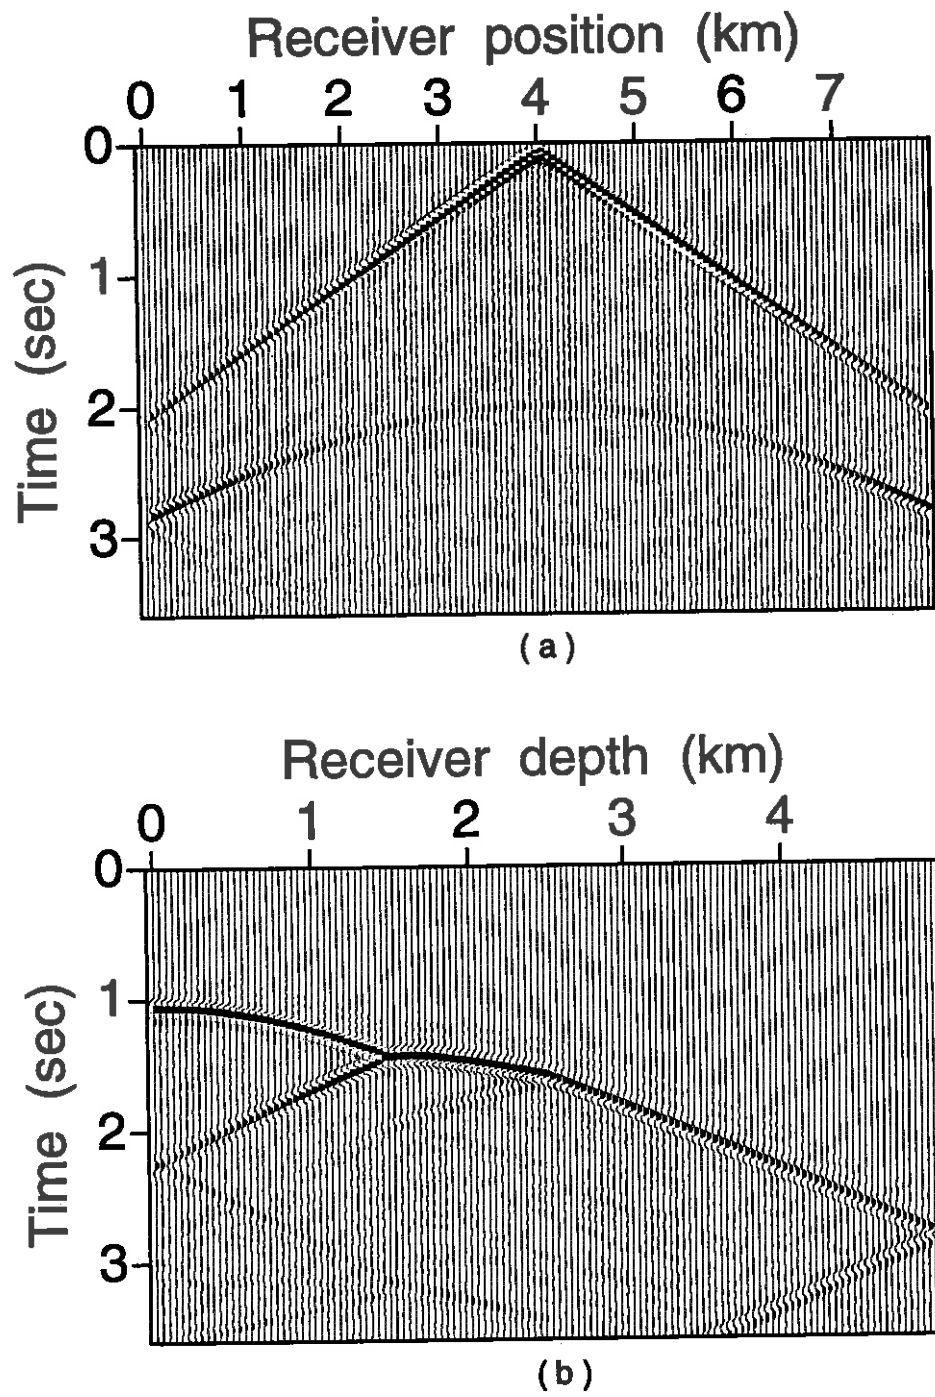 Receiver position (km)
0 1 2 3 4 5 6 7
0
1
2
3
Time (sec)
(a)
Receiver depth (km)
0 1 2 3 4
0
1
2
3
Time (sec)
(b)